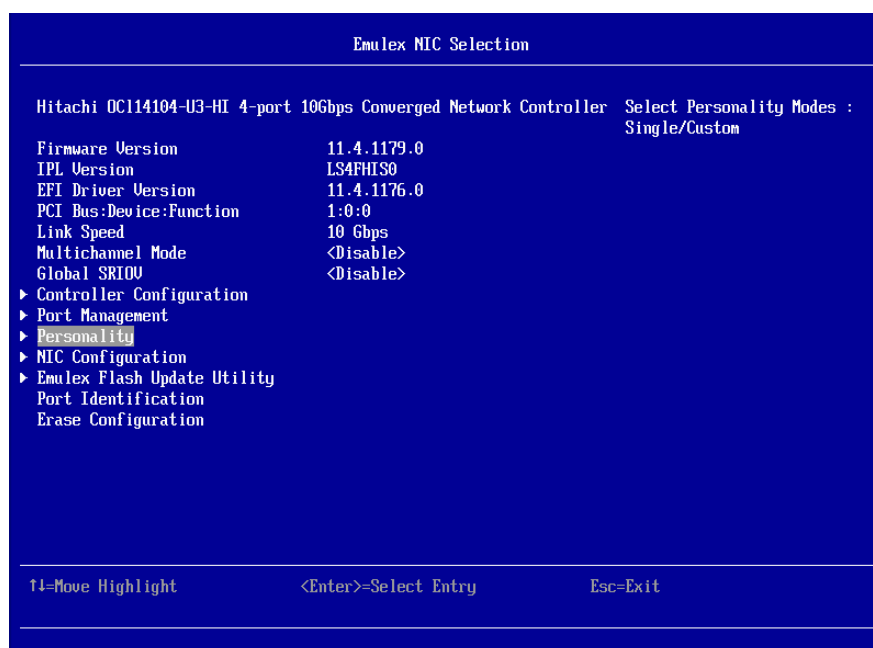 Emulex NIC Selection
Hitachi OCl14104-U3-HI 4-port 10Gbps Converged Network Controller
Select Personality Modes :
Single/Custom
Firmware Version 11.4.1179.0
IPL Version LS4FHIS0
EFI Driver Version 11.4.1176.0
PCI Bus:Device:Function 1:0:0
Link Speed 10 Gbps
Multichannel Mode <Disable>
Global SRIOV <Disable>
▶ Controller Configuration
▶ Port Management
▶ Personality
▶ NIC Configuration
▶ Emulex Flash Update Utility
Port Identification
Erase Configuration
↑↓=Move Highlight <Enter>=Select Entry Esc=Exit